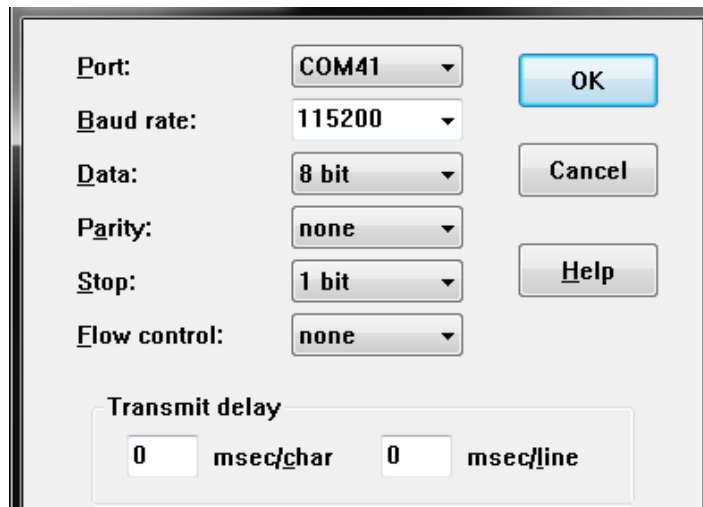 Port:
COM41
OK
Baud rate:
115200
Data:
8 bit
Cancel
Parity:
none
Stop:
1 bit
Help
Flow control:
none
Transmit delay
0 msec/char 0 msec/line